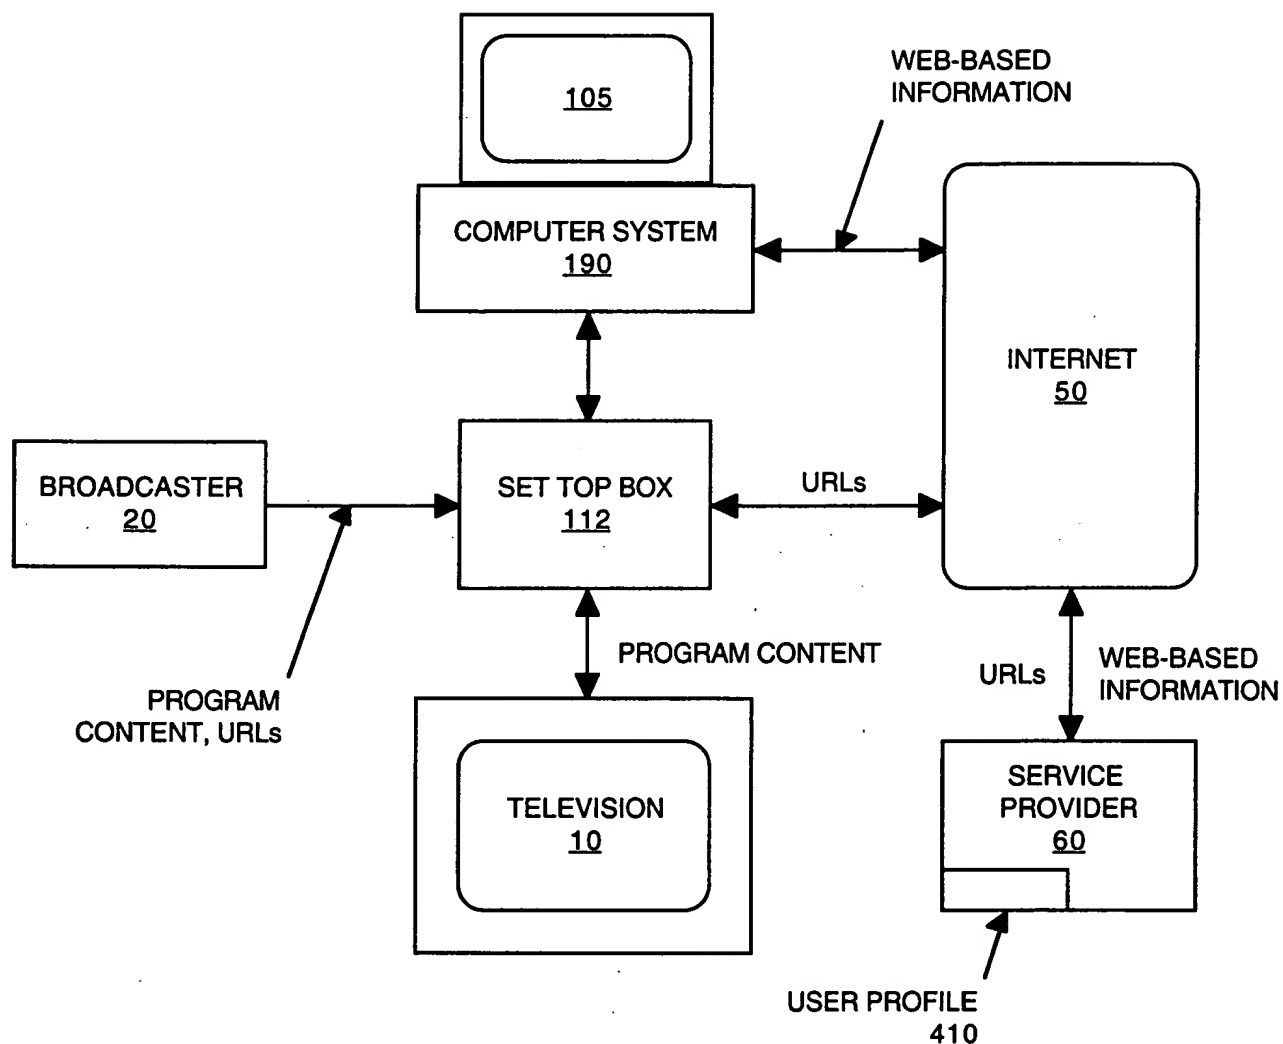 105
WEB-BASED
INFORMATION
COMPUTER SYSTEM
190
INTERNET
50
BROADCASTER
20
SET TOP BOX
112
URLs
PROGRAM CONTENT
PROGRAM
CONTENT, URLs
URLs
WEB-BASED
INFORMATION
TELEVISION
10
SERVICE
PROVIDER
60
USER PROFILE
410